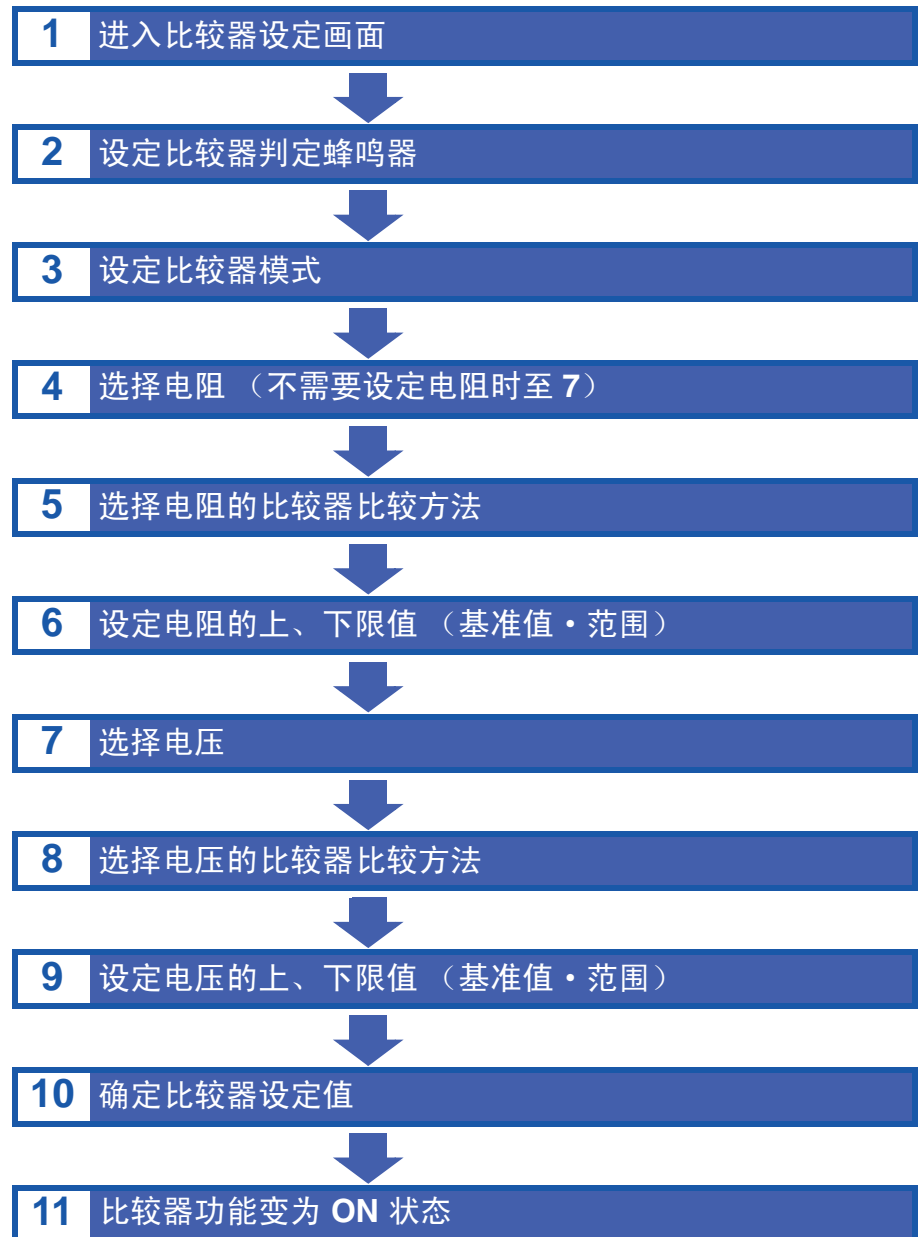 1 进入比较器设定画面
2 设定比较器判定蜂鸣器
3 设定比较器模式
4 选择电阻 （不需要设定电阻时至 7）
5 选择电阻的比较器比较方法
6 设定电阻的上、下限值 （基准值・范围）
7 选择电压
8 选择电压的比较器比较方法
9 设定电压的上、下限值 （基准值・范围）
10 确定比较器设定值
11 比较器功能变为 ON 状态